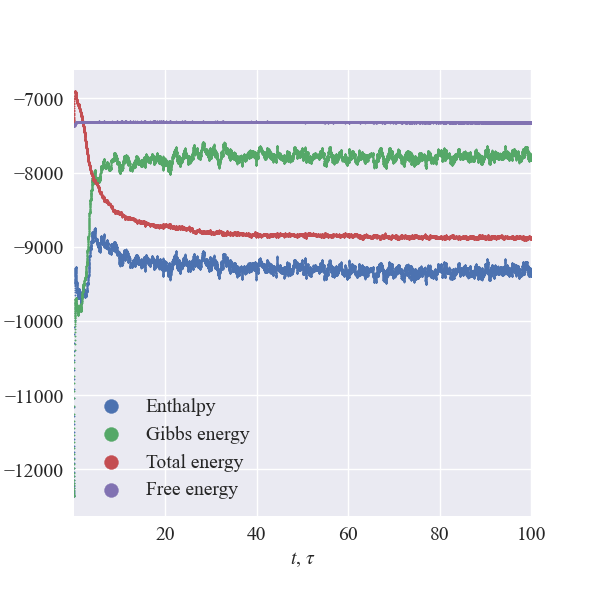 −7000
−8000
−9000
−10000
−11000
−12000
Enthalpy
Gibbs energy
Total energy
Free energy
20 40 60 80 100
t, τ